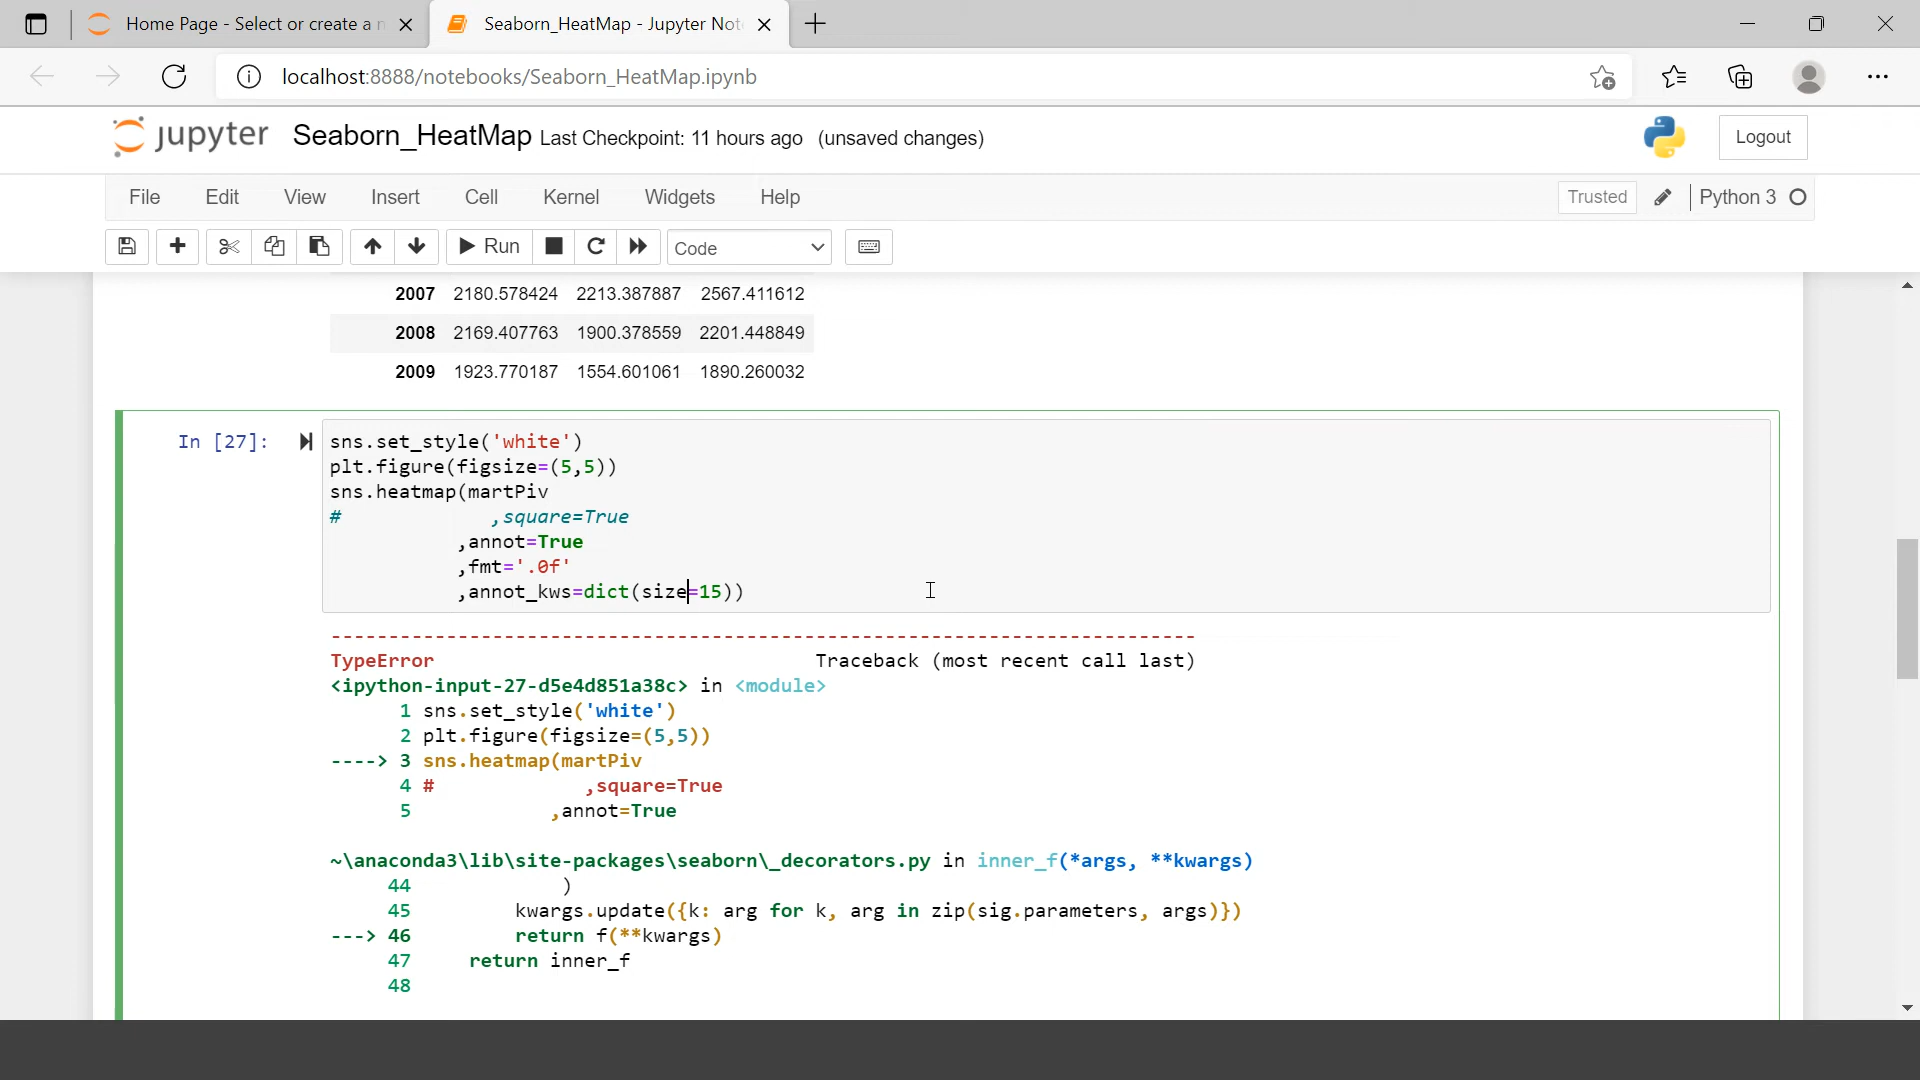 Home Page - Select or create a n
Seaborn_HeatMap - Jupyter Not
localhost:8888/notebooks/Seaborn_HeatMap.ipynb
jupyter Seaborn_HeatMap Last Checkpoint: 11 hours ago (unsaved changes)
Logout
File Edit View Insert Cell Kernel Widgets Help
Trusted Python 3
Run Code
2007 2180.578424 2213.387887 2567.411612
2008 2169.407763 1900.378559 2201.448849
2009 1923.770187 1554.601061 1890.260032
In [27]: sns.set_style('white')
plt.figure(figsize=(5,5))
sns.heatmap(martPiv
# ,square=True
,annot=True
,fmt='.0f'
,annot_kws=dict(size=15))
---------------------------------------------------------------------------
TypeError Traceback (most recent call last)
<ipython-input-27-d5e4d851a38c> in <module>
1 sns.set_style('white')
2 plt.figure(figsize=(5,5))
----> 3 sns.heatmap(martPiv
4 # ,square=True
5 ,annot=True
~\anaconda3\lib\site-packages\seaborn\_decorators.py in inner_f(*args, **kwargs)
44 )
45 kwargs.update({k: arg for k, arg in zip(sig.parameters, args)})
---> 46 return f(**kwargs)
47 return inner_f
48